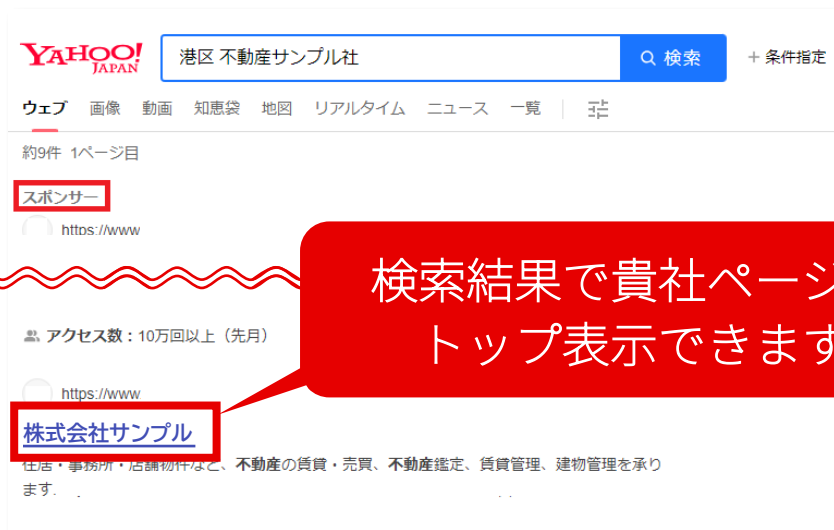 YAHOO!
JAPAN
港区 不動産サンプル社
検索
+ 条件指定
ウェブ 画像 動画 知恵袋 地図 リアルタイム ニュース 一覧
約9件 1ページ目
スポンサー
https://www
検索結果で貴社ページ
トップ表示できます
アクセス数：10万回以上（先月）
https://www
株式会社サンプル
住居・事務所・店舗物件など、不動産の賃貸・売買、不動産鑑定、賃貸管理、建物管理を承り
ます.